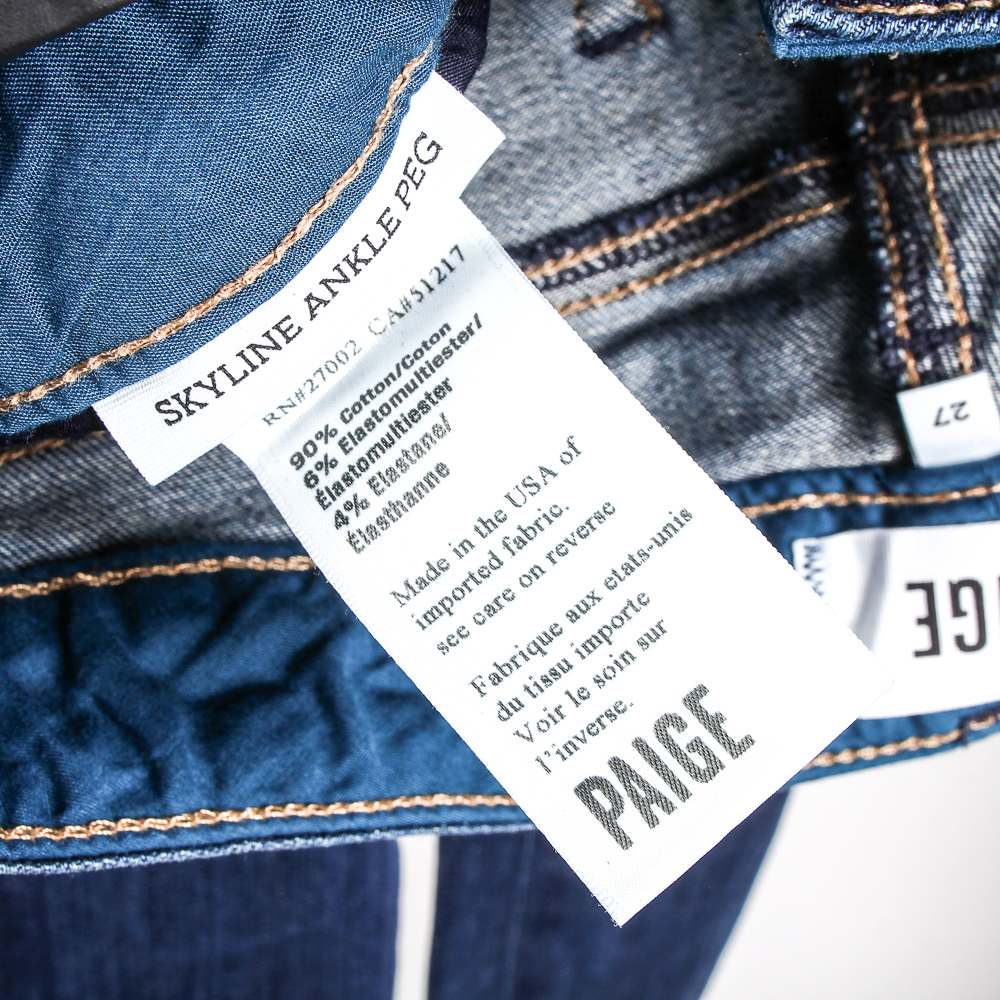 SKYLINE ANKLE PEG
RN#27002 CA#51217
90% Cotton/Coton
6% Elastomultiester/
Élastomultiester
4% Elastane/
Élasthanne
Made in the USA of
imported fabric.
see care on reverse
Fabrique aux etats-unis
du tissu importe
Voir le soin sur
l'inverse.
PAIGE
27
IGE